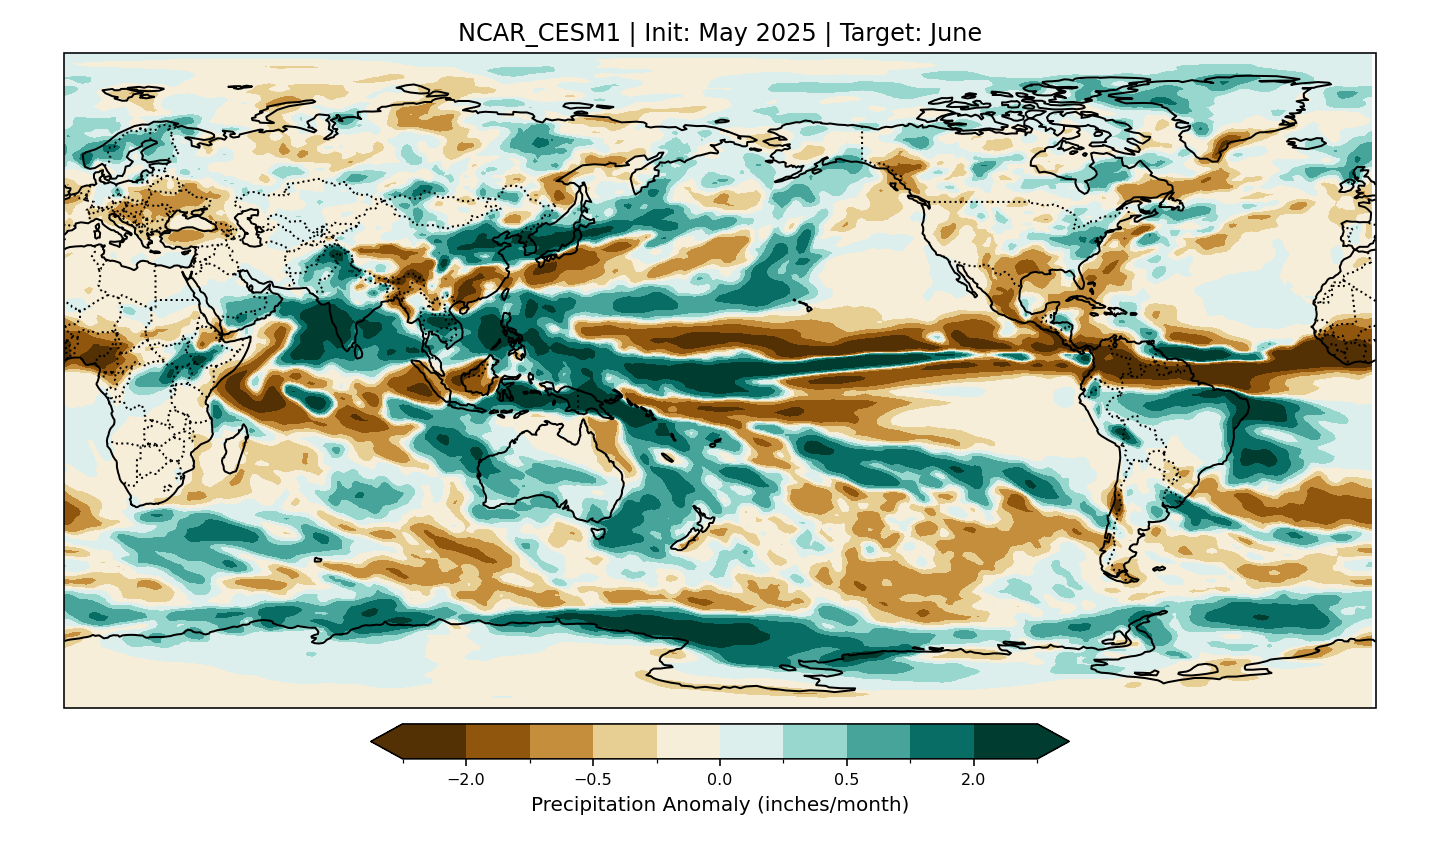 NCAR_CESM1 | Init: May 2025 | Target: June
−2.0 −0.5 0.0 0.5 2.0
Precipitation Anomaly (inches/month)